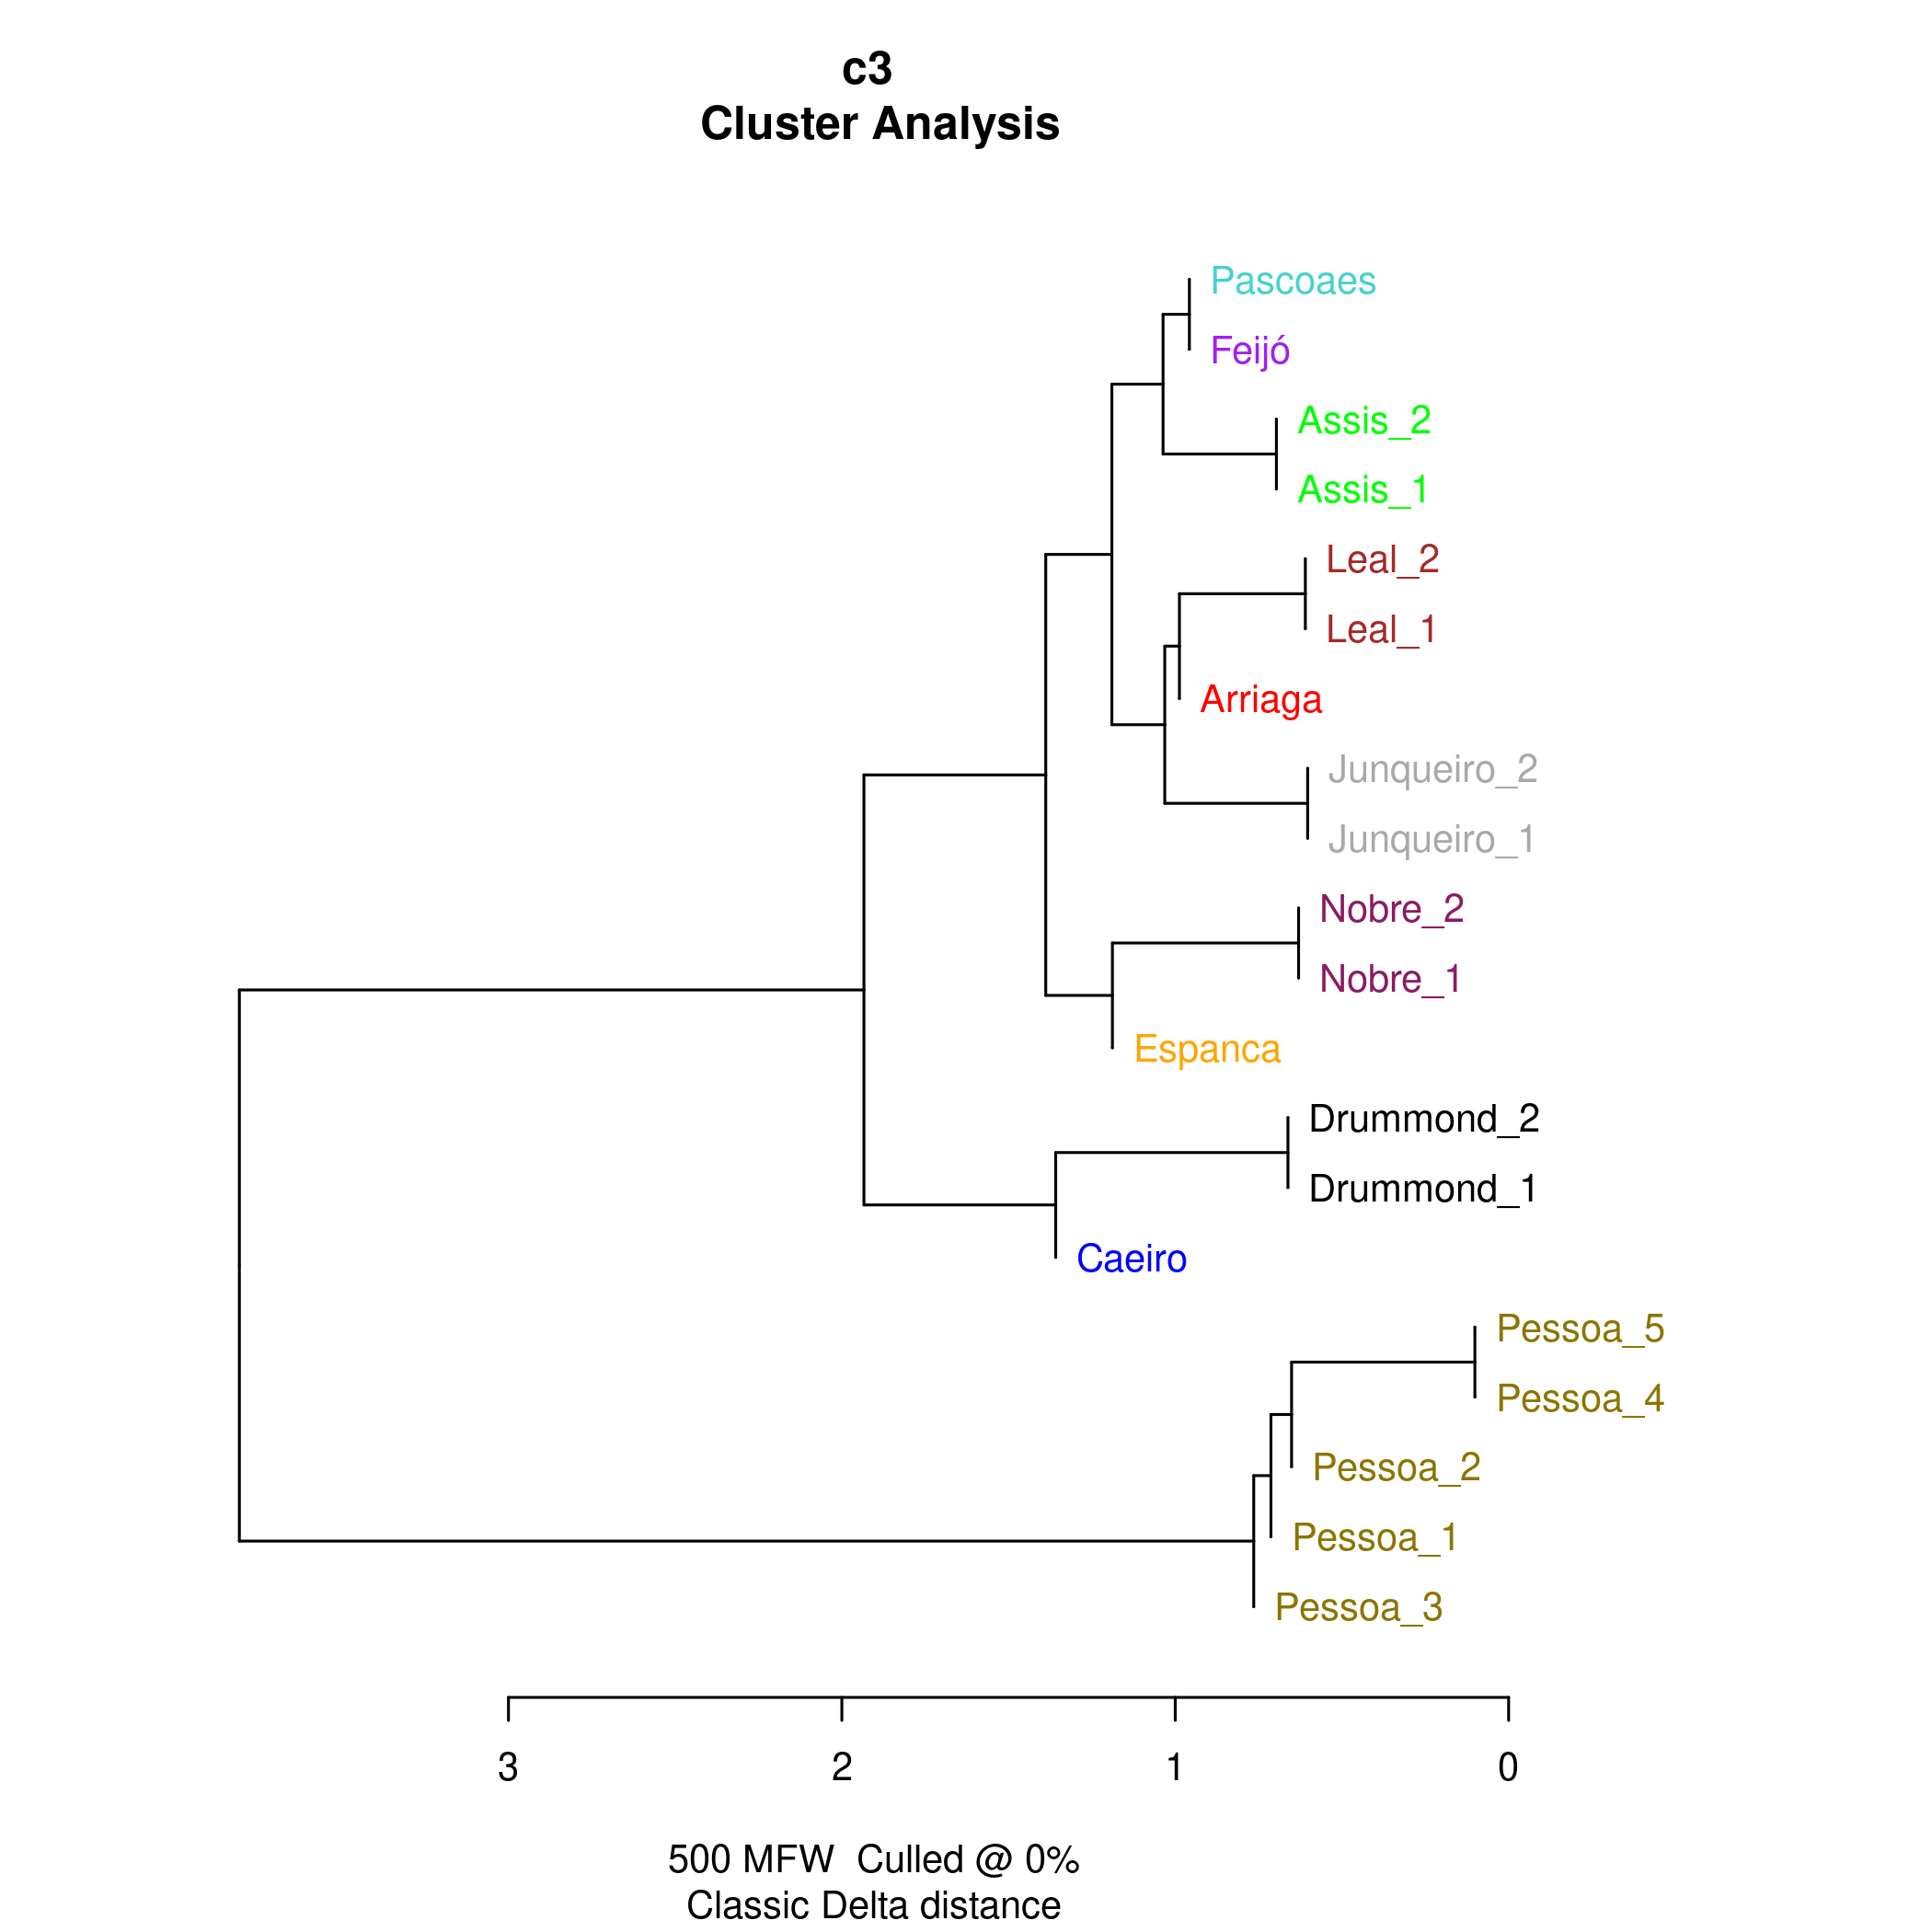 c3
Cluster Analysis
Pascoaes
Feijó
Assis_2
Assis_1
Leal_2
Leal_1
Arriaga
Junqueiro_2
Junqueiro_1
Nobre_2
Nobre_1
Espanca
Drummond_2
Drummond_1
Caeiro
Pessoa_5
Pessoa_4
Pessoa_2
Pessoa_1
Pessoa_3
3 2 1 0
500 MFW  Culled @ 0%
Classic Delta distance